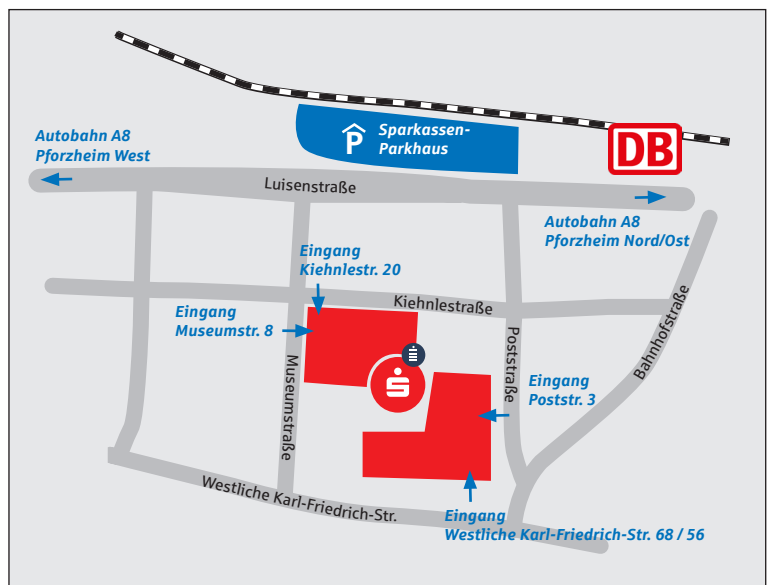 Autobahn A8
Pforzheim West
P
Sparkassen-
Parkhaus
DB
Luisenstraße
Autobahn A8
Pforzheim Nord/Ost
Eingang
Kiehnlestr. 20
Kiehnlestraße
Eingang
Museumstr. 8
Museumstraße
Poststraße
Bahnhofstraße
Eingang
Poststr. 3
Westliche Karl-Friedrich-Str.
Eingang
Westliche Karl-Friedrich-Str. 68 / 56